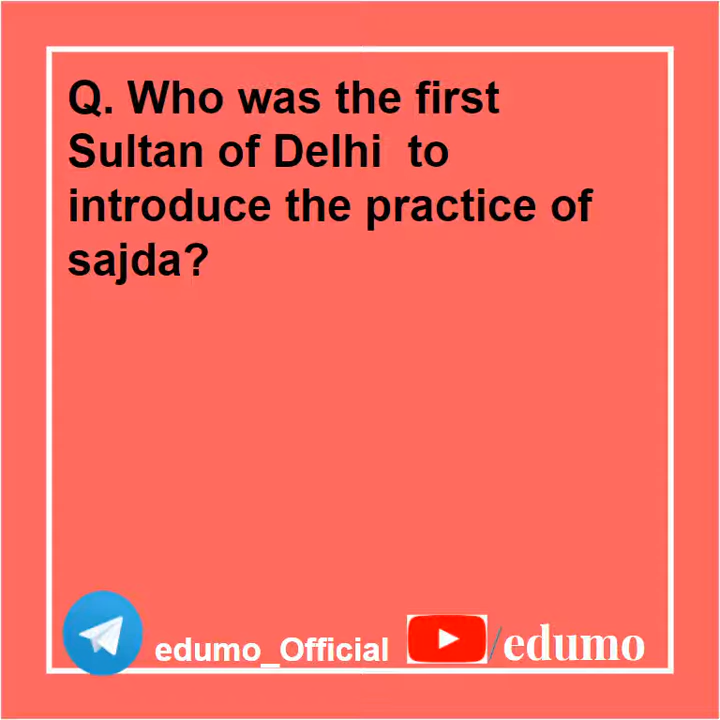 Q. Who was the first
Sultan of Delhi  to
introduce the practice of
sajda?
edumo_Official /edumo